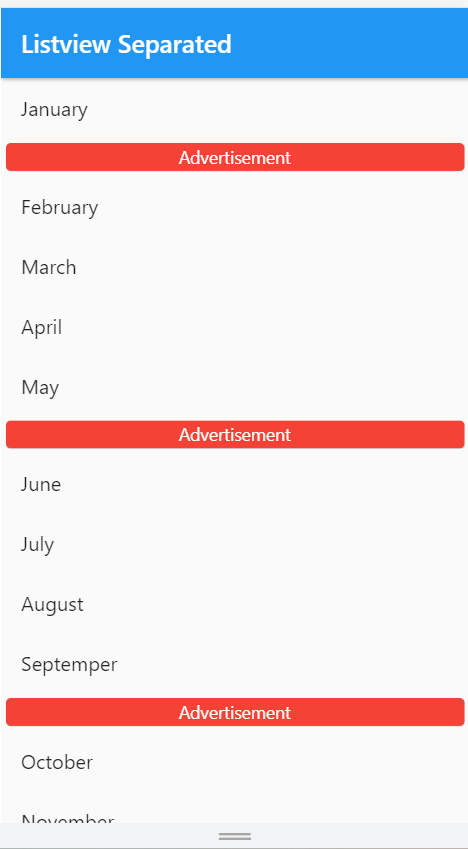 Listview Separated
January
Advertisement
February
March
April
May
Advertisement
June
July
August
Septemper
Advertisement
October
November